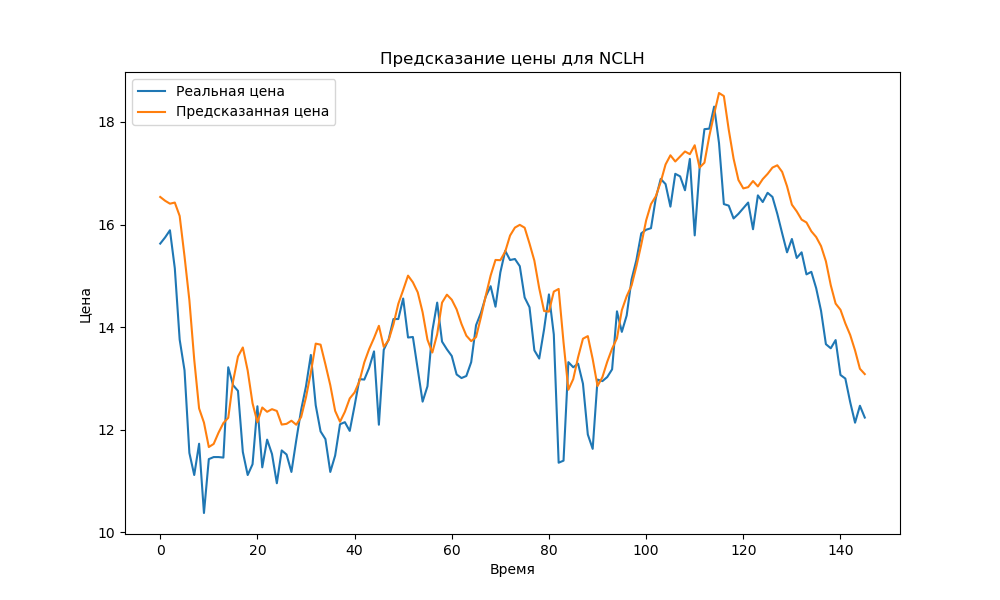 Предсказание цены для NCLH
Реальная цена
Предсказанная цена
Цена
18
16
14
12
10
0 20 40 60 80 100 120 140
Время